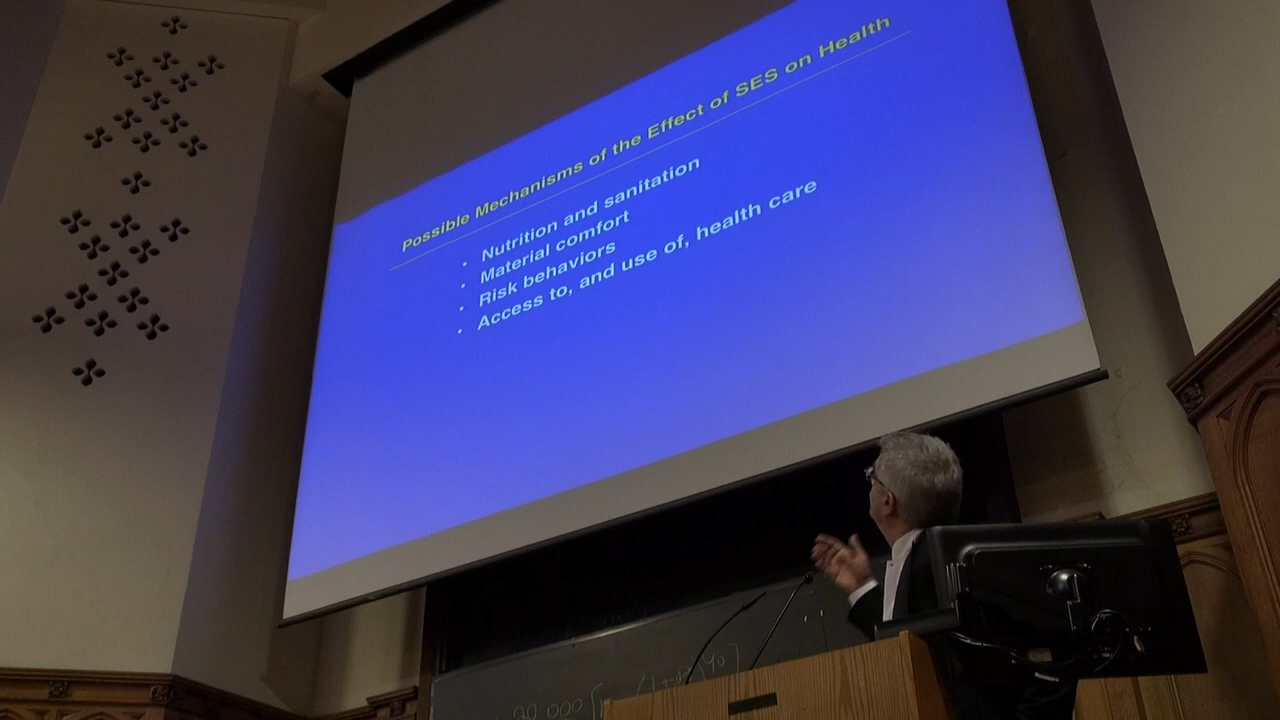 Possible Mechanisms of the Effect of SES on Health
• Nutrition and sanitation
• Material comfort
• Risk behaviors
• Access to, and use of, health care